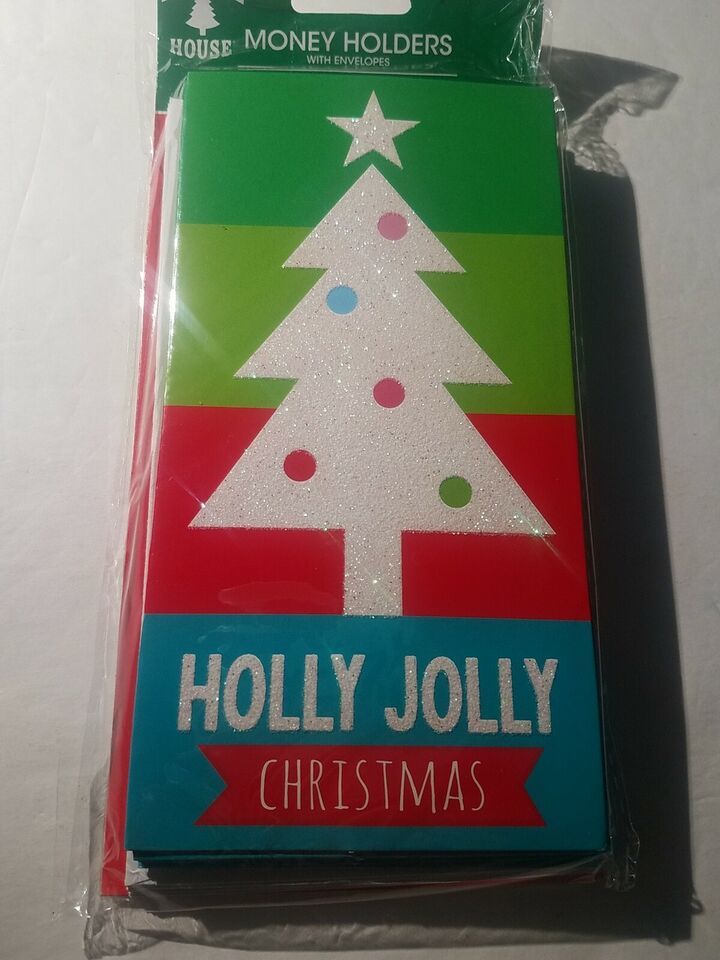 HOUSE
MONEY HOLDERS
WITH ENVELOPES
HOLLY JOLLY
CHRISTMAS